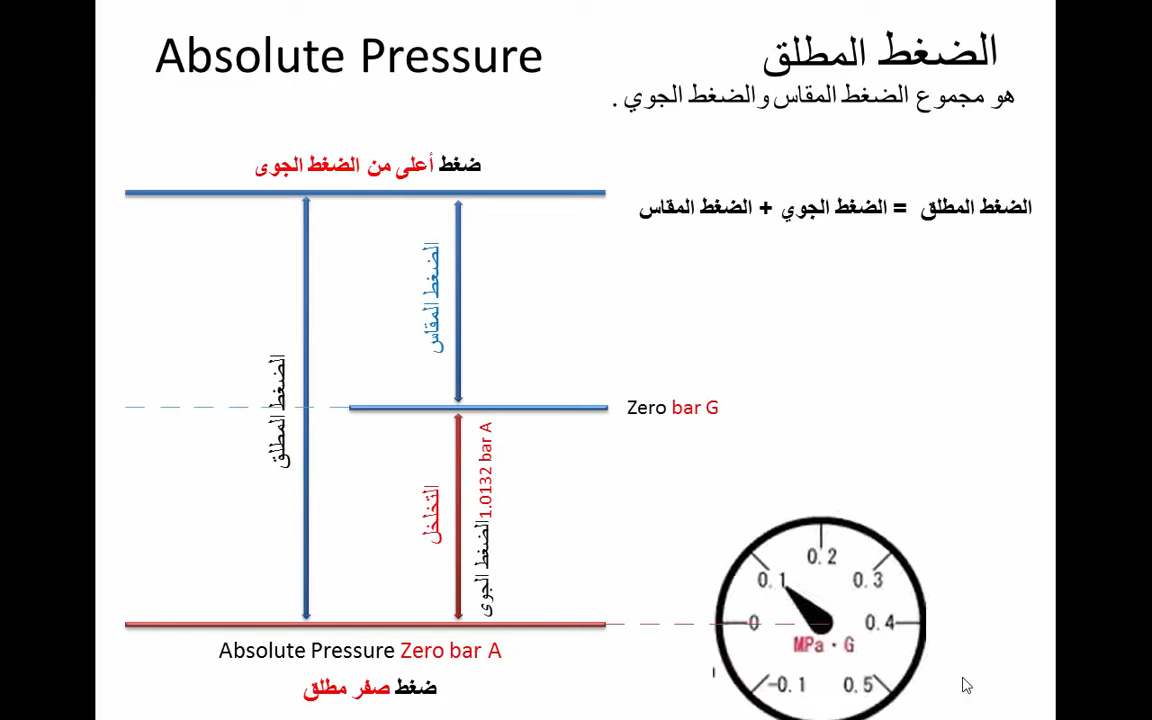 Absolute Pressure
الضغط المطلق
هو مجموع الضغط المقاس والضغط الجوي .
ضغط أعلى من الضغط الجوى
الضغط المطلق = الضغط الجوي + الضغط المقاس
الضغط المقاس
الضغط المطلق
Zero bar G
التخلخل
الضغط الجوى 1.0132 bar A
Absolute Pressure Zero bar A
ضغط صفر مطلق
0.2
0.1
0.3
0
0.4
MPa · G
-0.1
0.5